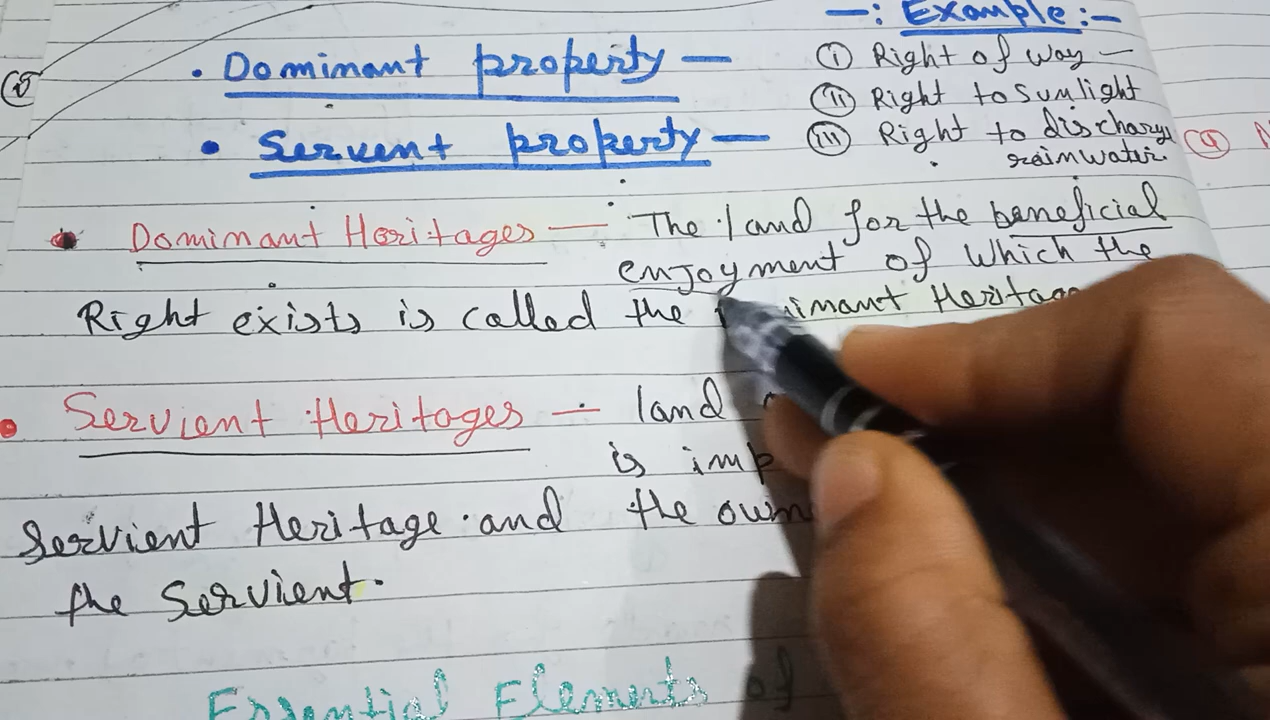 —: Example :—
• Dominant property —
(i) Right of way —
(ii) Right to sunlight
• Servent property —
(iii) Right to discharge
rainwater.
• Dominant Heritages — The land for the beneficial
enjoyment of which the
Right exists is called the Heritage
• Servient Heritages — land
is
Servient Heritage and the
the Servient.
Essential Elements of